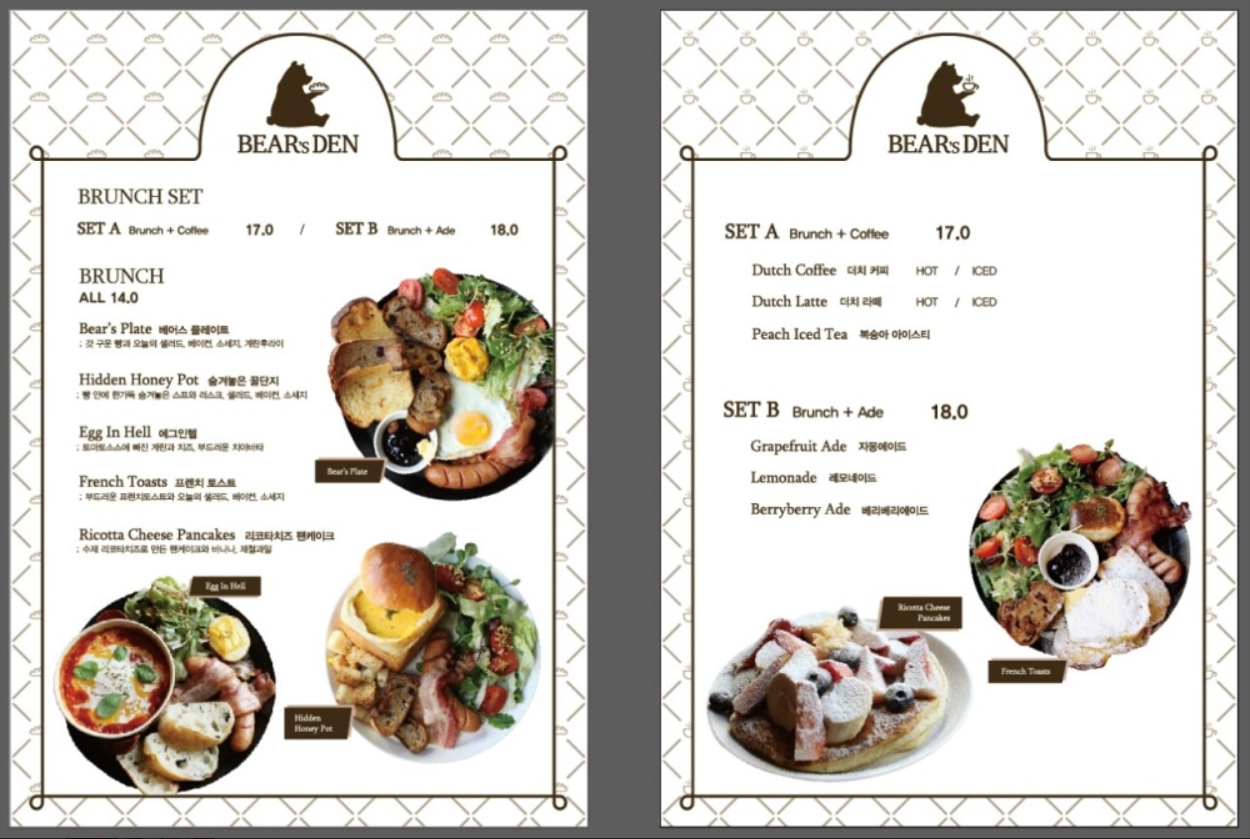 BEAR's DEN
BRUNCH SET
SET A Brunch + Coffee 17.0 / SET B Brunch + Ade 18.0
BRUNCH
ALL 14.0
Bear's Plate 베어스 플레이트
; 갓 구운 빵과 오늘의 샐러드, 베이컨, 소세지, 계란후라이
Hidden Honey Pot 숨겨놓은 꿀단지
; 빵 안에 한가득 숨겨놓은 스프와 러스크, 샐러드, 베이컨, 소세지
Egg In Hell 에그인헬
; 토마토소스에 빠진 계란과 치즈, 부드러운 치아바타
French Toasts 프렌치 토스트
; 부드러운 프렌치토스트와 오늘의 샐러드, 베이컨, 소세지
Ricotta Cheese Pancakes 리코타치즈 팬케이크
; 수제 리코타치즈로 만든 팬케이크와 바나나, 제철과일
Bear's Plate
Egg In Hell
Hidden
Honey Pot
BEAR's DEN
SET A Brunch + Coffee 17.0
Dutch Coffee 더치 커피 HOT / ICED
Dutch Latte 더치 라떼 HOT / ICED
Peach Iced Tea 복숭아 아이스티
SET B Brunch + Ade 18.0
Grapefruit Ade 자몽에이드
Lemonade 레모네이드
Berryberry Ade 베리베리에이드
Ricotta Cheese
Pancakes
French Toasts